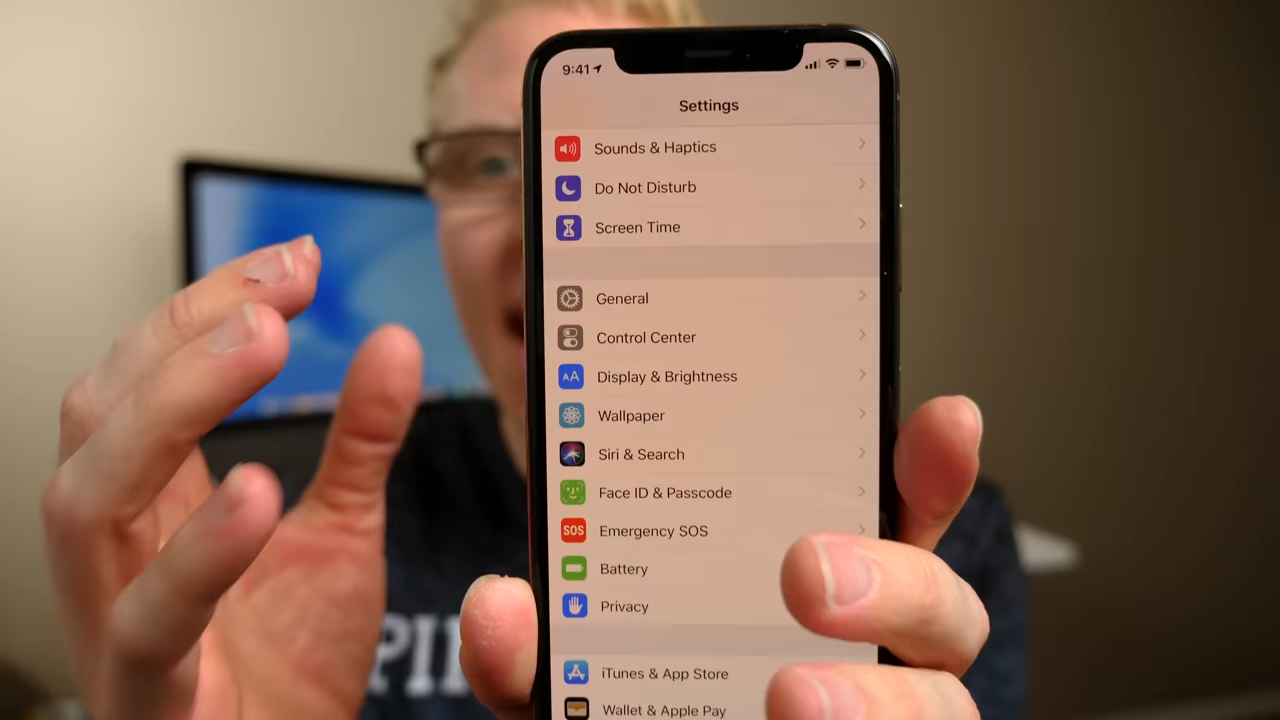 9:41
Settings
Sounds & Haptics
Do Not Disturb
Screen Time
General
Control Center
AA Display & Brightness
Wallpaper
Siri & Search
Face ID & Passcode
SOS Emergency SOS
Battery
Privacy
iTunes & App Store
Wallet & Apple Pay